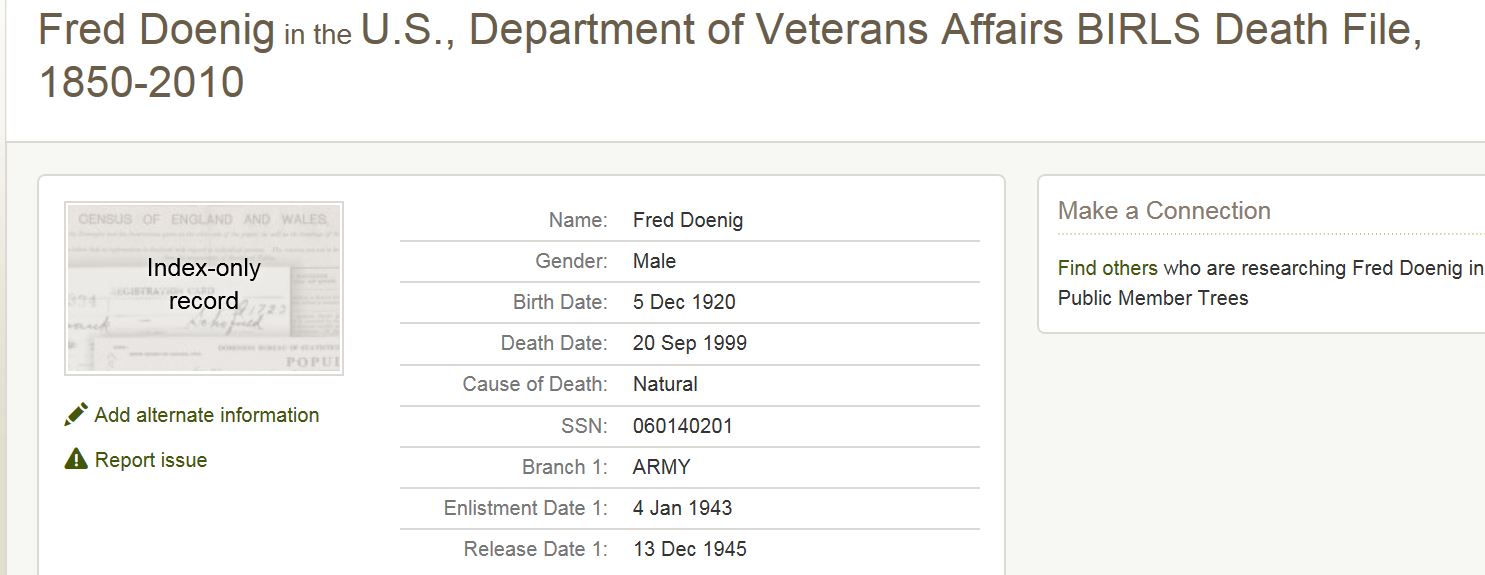 Fred Doenig in the U.S., Department of Veterans Affairs BIRLS Death File,
1850-2010
CENSUS OF ENGLAND AND WALES,
Index-only
record
REGISTRATION CARD
POPUL
Add alternate information
Report issue
Name: Fred Doenig
Gender: Male
Birth Date: 5 Dec 1920
Death Date: 20 Sep 1999
Cause of Death: Natural
SSN: 060140201
Branch 1: ARMY
Enlistment Date 1: 4 Jan 1943
Release Date 1: 13 Dec 1945
Make a Connection
Find others who are researching Fred Doenig in
Public Member Trees